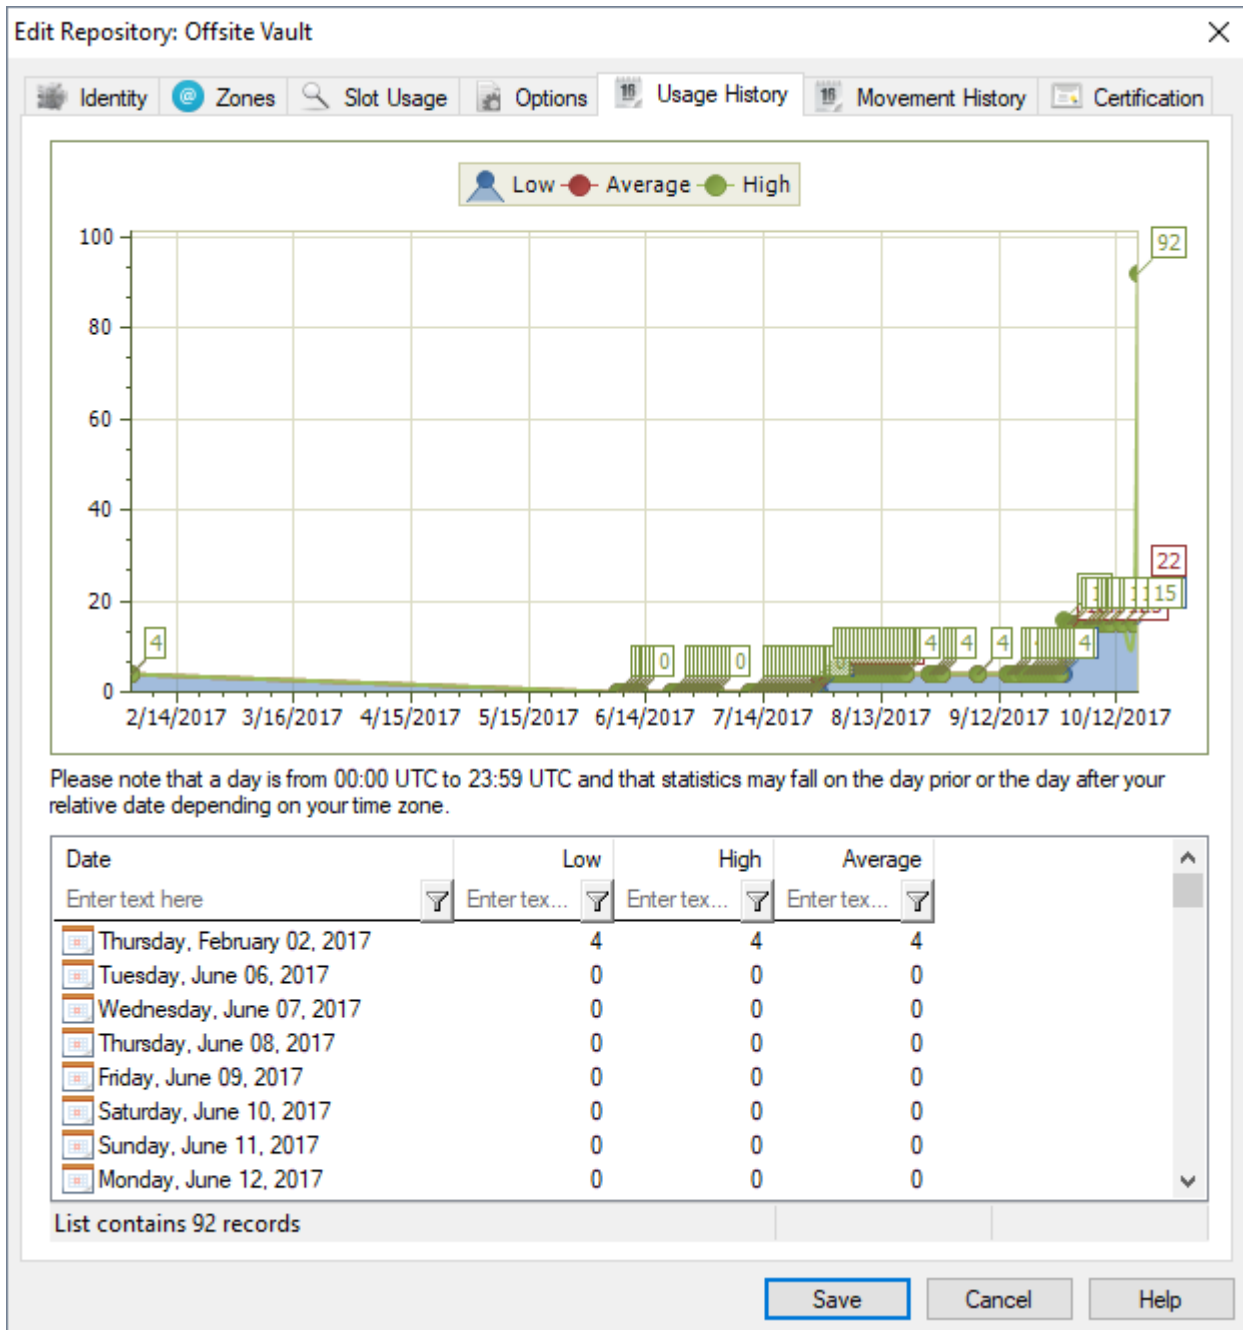 Edit Repository: Offsite Vault
Identity Zones Slot Usage Options Usage History Movement History Certification
Low Average High
100
92
80
60
40
22
20
15
4 0 0 4 4 4 4
0
2/14/2017 3/16/2017 4/15/2017 5/15/2017 6/14/2017 7/14/2017 8/13/2017 9/12/2017 10/12/2017
Please note that a day is from 00:00 UTC to 23:59 UTC and that statistics may fall on the day prior or the day after your
relative date depending on your time zone.
Date Low High Average
Enter text here Enter tex... Enter tex... Enter tex...
Thursday, February 02, 2017 4 4 4
Tuesday, June 06, 2017 0 0 0
Wednesday, June 07, 2017 0 0 0
Thursday, June 08, 2017 0 0 0
Friday, June 09, 2017 0 0 0
Saturday, June 10, 2017 0 0 0
Sunday, June 11, 2017 0 0 0
Monday, June 12, 2017 0 0 0
List contains 92 records
Save Cancel Help